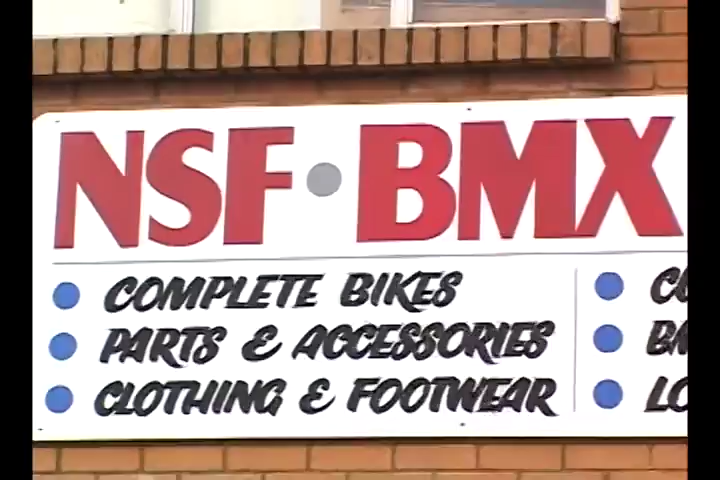 NSF • BMX
COMPLETE BIKES
PARTS & ACCESSORIES
CLOTHING & FOOTWEAR